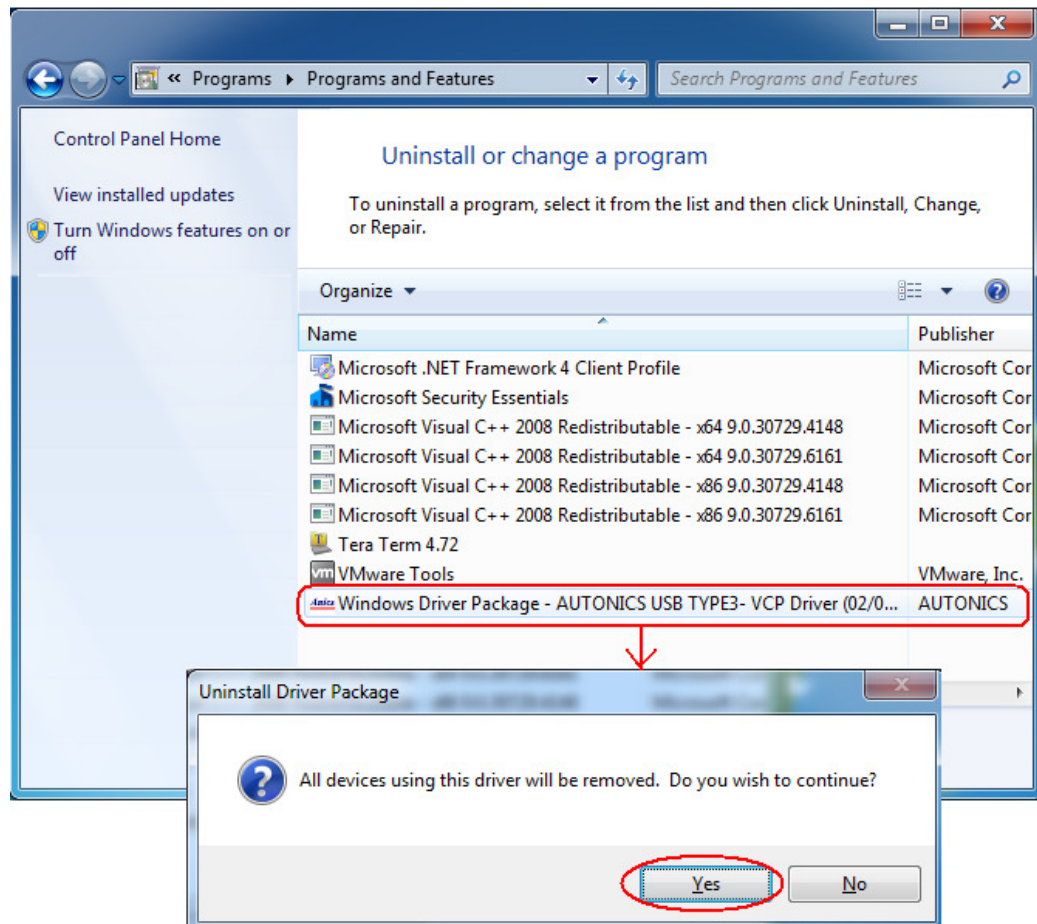 « Programs ▸ Programs and Features
Search Programs and Features
Control Panel Home
View installed updates
Turn Windows features on or
off
Uninstall or change a program
To uninstall a program, select it from the list and then click Uninstall, Change,
or Repair.
Organize
Name Publisher
Microsoft .NET Framework 4 Client Profile Microsoft Cor
Microsoft Security Essentials Microsoft Cor
Microsoft Visual C++ 2008 Redistributable - x64 9.0.30729.4148 Microsoft Cor
Microsoft Visual C++ 2008 Redistributable - x64 9.0.30729.6161 Microsoft Cor
Microsoft Visual C++ 2008 Redistributable - x86 9.0.30729.4148 Microsoft Cor
Microsoft Visual C++ 2008 Redistributable - x86 9.0.30729.6161 Microsoft Cor
Tera Term 4.72
VMware Tools VMware, Inc.
Windows Driver Package - AUTONICS USB TYPE3- VCP Driver (02/0... AUTONICS
Uninstall Driver Package
All devices using this driver will be removed. Do you wish to continue?
Yes No